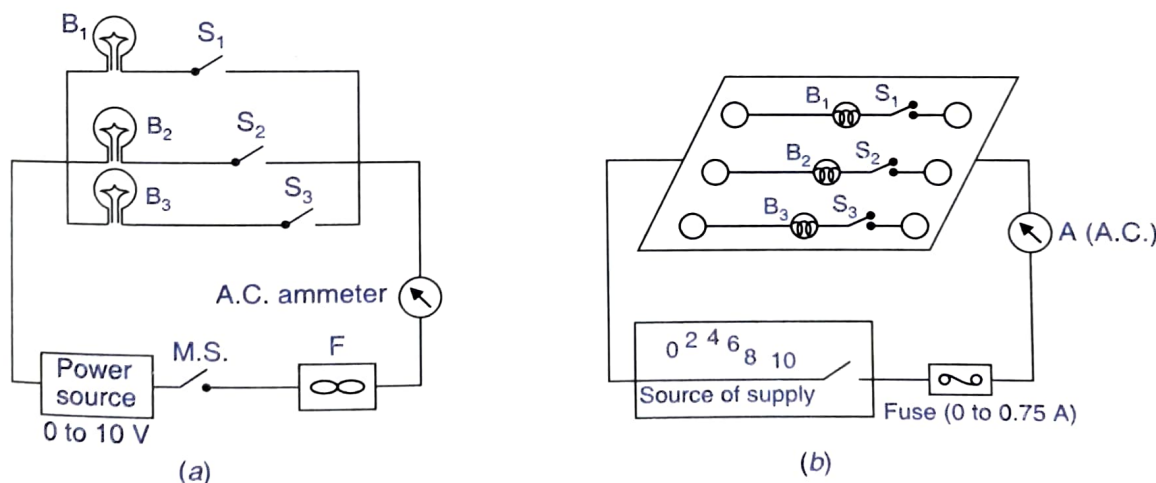 B1
S1
B2
S2
B3
S3
A.C. ammeter
M.S.
F
Power
source
0 to 10 V
(a)
B1
S1
B2
S2
B3
S3
A (A.C.)
0 2 4 6 8 10
Source of supply
Fuse (0 to 0.75 A)
(b)